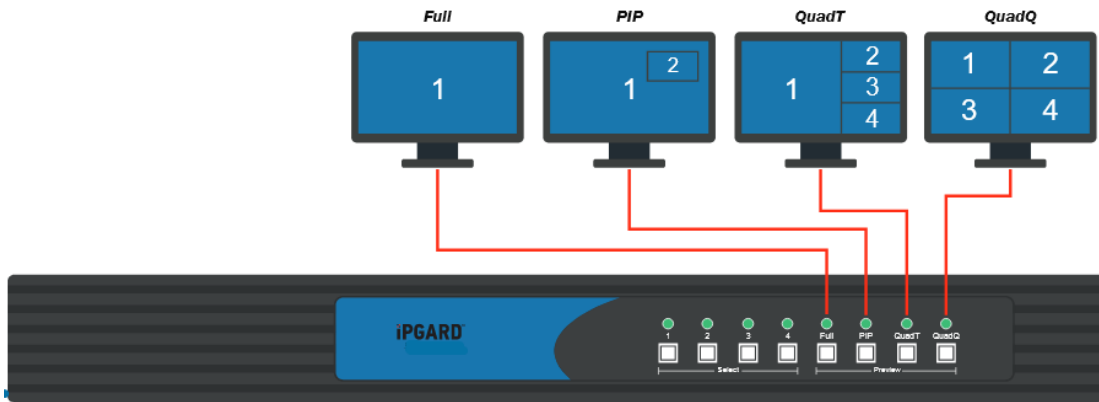 Full PIP QuadT QuadQ
1
1 2
1 2 3 4
1 2 3 4
iPGARD
1 2 3 4 Full PIP QuadT QuadQ
Select Preview